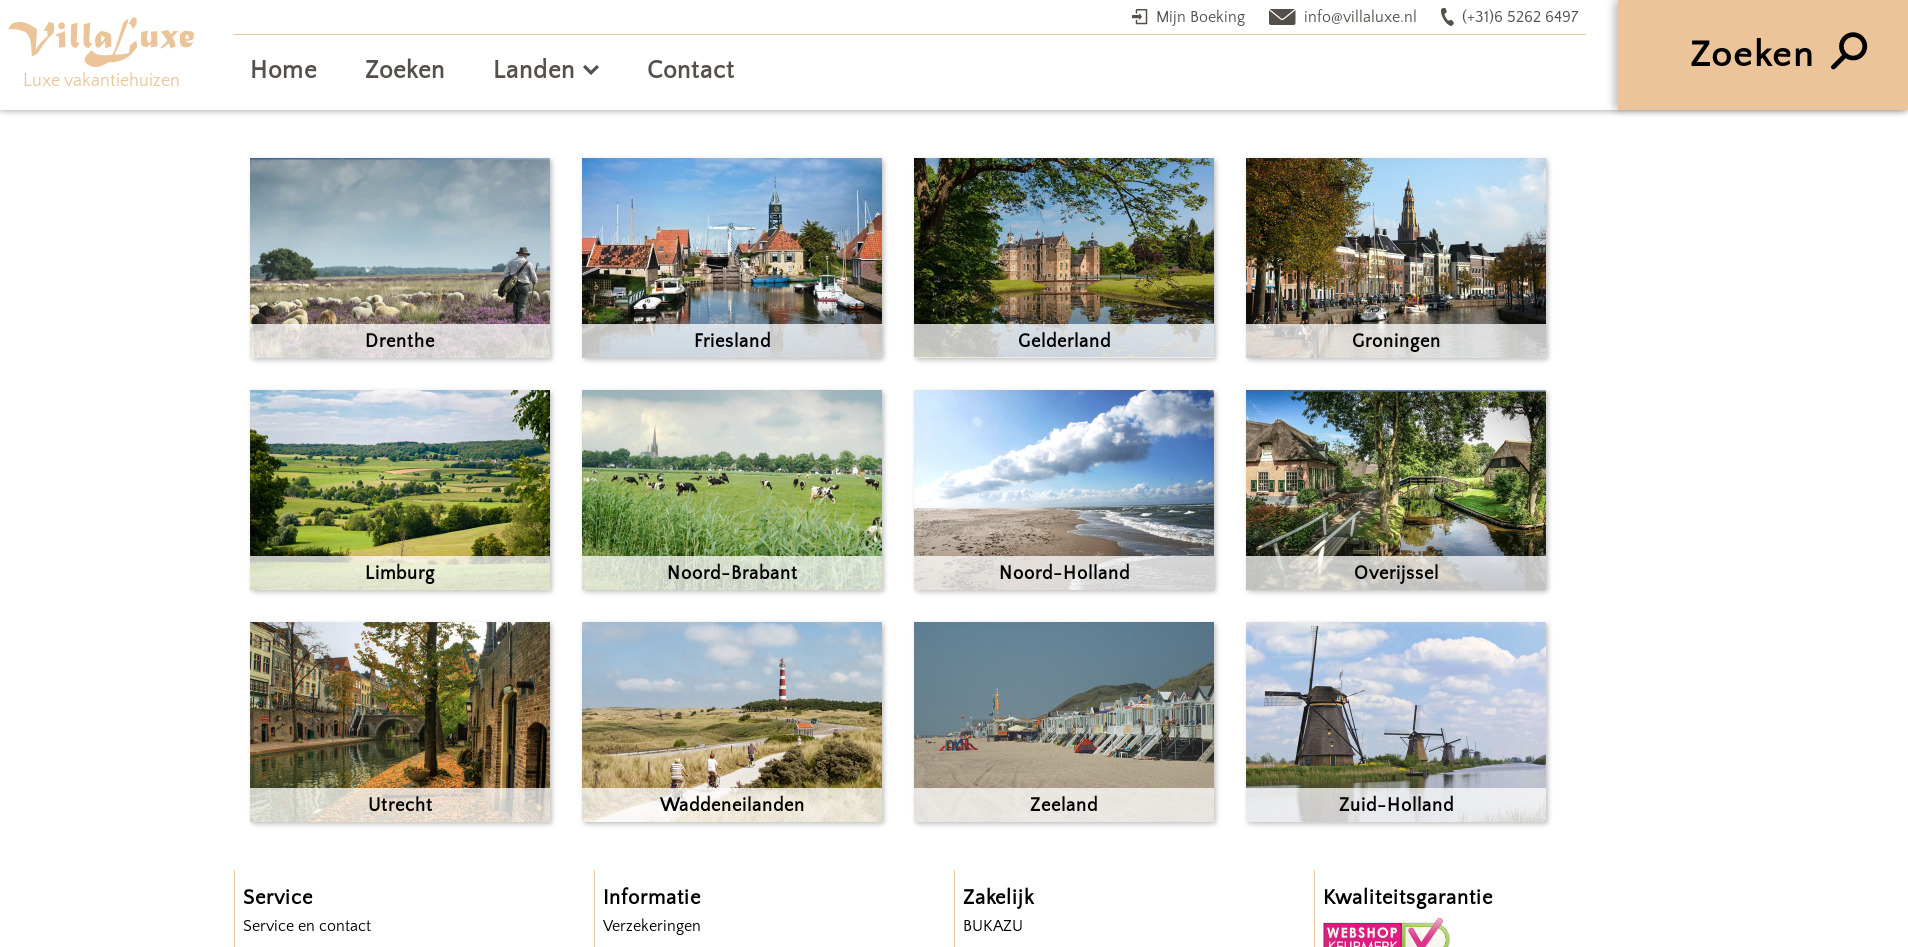 VillaLuxe
Luxe vakantiehuizen
Mijn Boeking
info@villaluxe.nl
(+31)6 5262 6497
Home
Zoeken
Landen
Contact
Zoeken
Drenthe
Friesland
Gelderland
Groningen
Limburg
Noord-Brabant
Noord-Holland
Overijssel
Utrecht
Waddeneilanden
Zeeland
Zuid-Holland
Service
Informatie
Zakelijk
Kwaliteitsgarantie
Service en contact
Verzekeringen
BUKAZU
WEBSHOP
KEURMERK